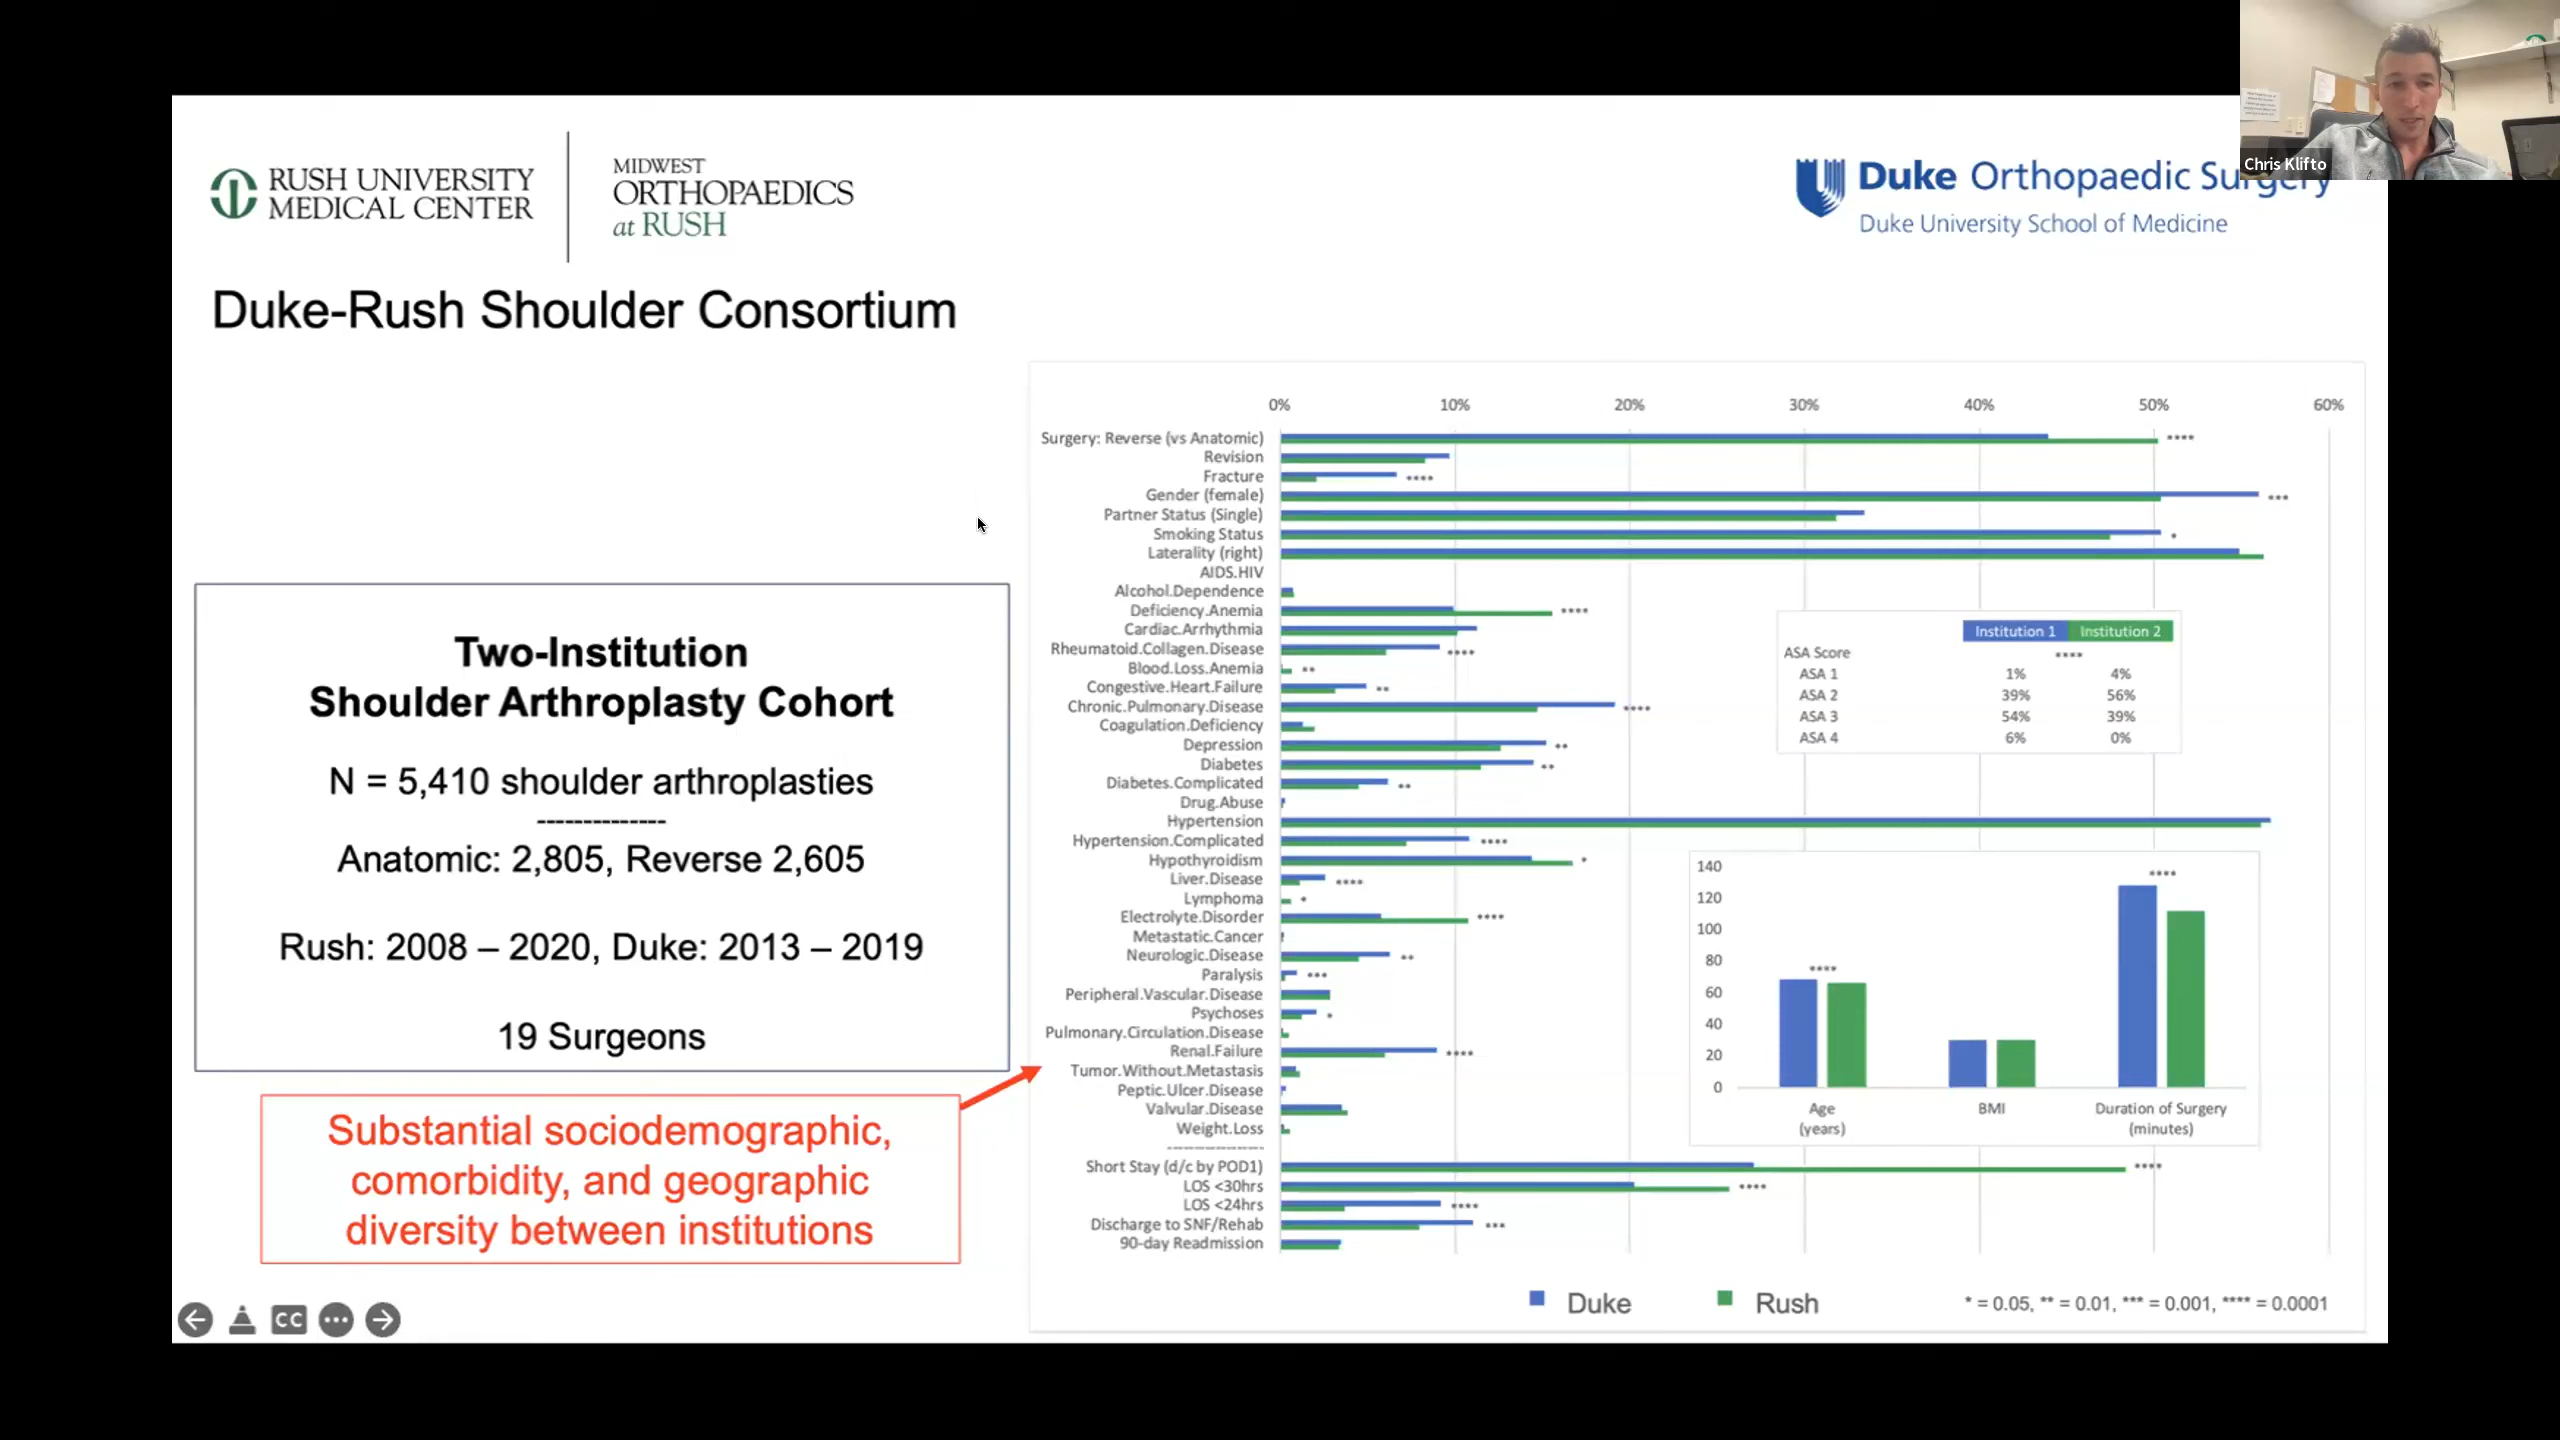 Chris Klifto
RUSH UNIVERSITY
MEDICAL CENTER
MIDWEST
ORTHOPAEDICS
at RUSH
Duke Orthopaedic Surgery
Duke University School of Medicine
Duke-Rush Shoulder Consortium
Two-Institution
Shoulder Arthroplasty Cohort
N = 5,410 shoulder arthroplasties
--------------
Anatomic: 2,805, Reverse 2,605
Rush: 2008 – 2020, Duke: 2013 – 2019
19 Surgeons
Substantial sociodemographic,
comorbidity, and geographic
diversity between institutions
0% 10% 20% 30% 40% 50% 60%
Surgery: Reverse (vs Anatomic) ****
Revision
Fracture ****
Gender (female) ***
Partner Status (Single)
Smoking Status *
Laterality (right)
AIDS.HIV
Alcohol.Dependence
Deficiency.Anemia ****
Cardiac.Arrhythmia
Rheumatoid.Collagen.Disease ****
Blood.Loss.Anemia **
Congestive.Heart.Failure **
Chronic.Pulmonary.Disease ****
Coagulation.Deficiency
Depression **
Diabetes **
Diabetes.Complicated **
Drug.Abuse
Hypertension
Hypertension.Complicated ****
Hypothyroidism *
Liver.Disease ****
Lymphoma *
Electrolyte.Disorder ****
Metastatic.Cancer
Neurologic.Disease **
Paralysis ***
Peripheral.Vascular.Disease
Psychoses *
Pulmonary.Circulation.Disease
Renal.Failure ****
Tumor.Without.Metastasis
Peptic.Ulcer.Disease
Valvular.Disease
Weight.Loss
Short Stay (d/c by POD1) ****
LOS <30hrs ****
LOS <24hrs ****
Discharge to SNF/Rehab ***
90-day Readmission
Institution 1 Institution 2
ASA Score ****
ASA 1 1% 4%
ASA 2 39% 56%
ASA 3 54% 39%
ASA 4 6% 0%
140
120
100
80
60
40
20
0
**** ****
Age BMI Duration of Surgery
(years) (minutes)
Duke Rush
* = 0.05, ** = 0.01, *** = 0.001, **** = 0.0001
CC